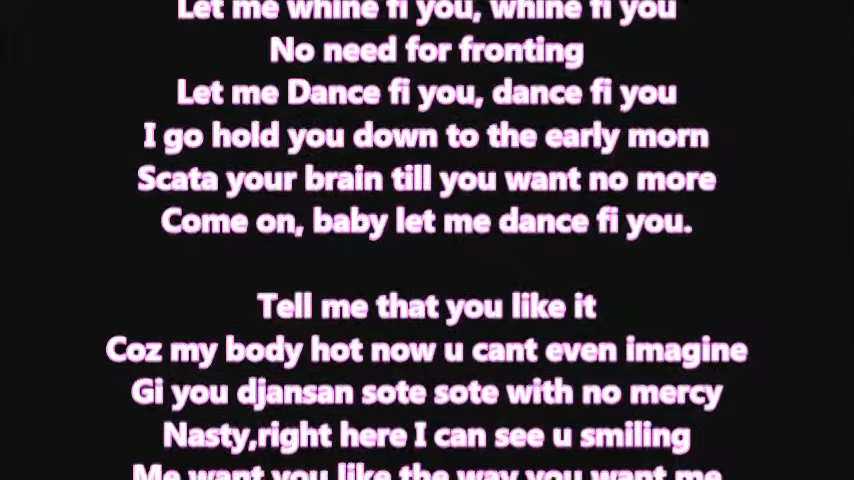 Let me whine fi you, whine fi you
No need for fronting
Let me Dance fi you, dance fi you
I go hold you down to the early morn
Scata your brain till you want no more
Come on, baby let me dance fi you.
Tell me that you like it
Coz my body hot now u cant even imagine
Gi you djansan sote sote with no mercy
Nasty,right here I can see u smiling
Me want you like the way you want me